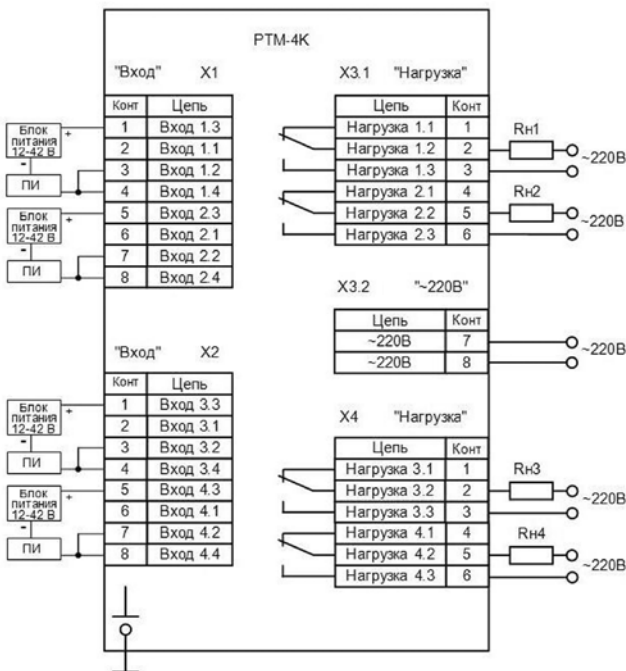 РТМ-4К
"Вход" Х1
Конт Цепь
1 Вход 1.3
2 Вход 1.1
3 Вход 1.2
4 Вход 1.4
5 Вход 2.3
6 Вход 2.1
7 Вход 2.2
8 Вход 2.4
Блок
питания
12-42 В
+
-
ПИ
Блок
питания
12-42 В
+
-
ПИ
Х3.1 "Нагрузка"
Цепь Конт
Нагрузка 1.1 1
Нагрузка 1.2 2
Нагрузка 1.3 3
Нагрузка 2.1 4
Нагрузка 2.2 5
Нагрузка 2.3 6
Rн1
~220В
Rн2
~220В
Х3.2 "~220В"
Цепь Конт
~220В 7
~220В 8
~220В
"Вход" Х2
Конт Цепь
1 Вход 3.3
2 Вход 3.1
3 Вход 3.2
4 Вход 3.4
5 Вход 4.3
6 Вход 4.1
7 Вход 4.2
8 Вход 4.4
Блок
питания
12-42 В
+
-
ПИ
Блок
питания
12-42 В
+
-
ПИ
Х4 "Нагрузка"
Цепь Конт
Нагрузка 3.1 1
Нагрузка 3.2 2
Нагрузка 3.3 3
Нагрузка 4.1 4
Нагрузка 4.2 5
Нагрузка 4.3 6
Rн3
~220В
Rн4
~220В